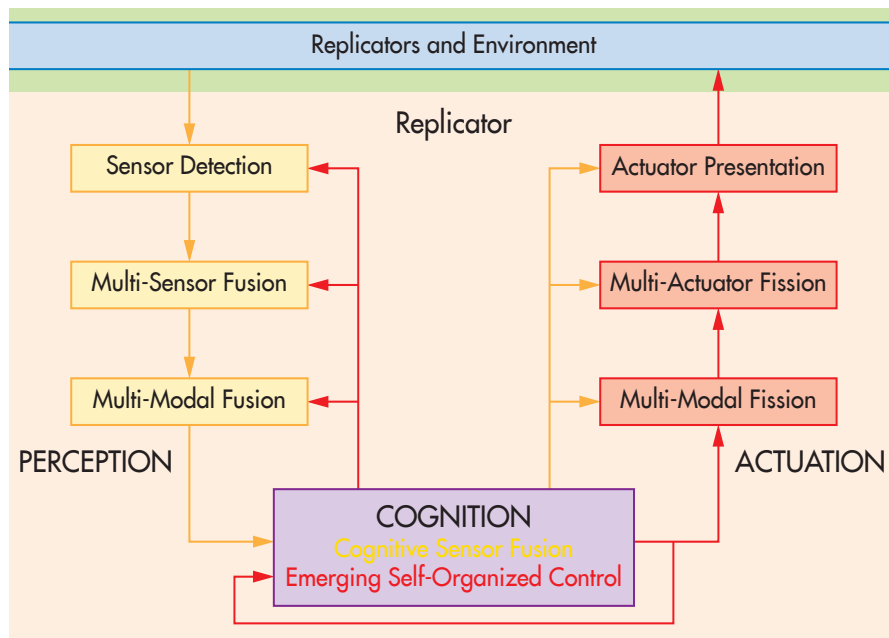 Replicators and Environment
Replicator
Sensor Detection
Actuator Presentation
Multi-Sensor Fusion
Multi-Actuator Fission
Multi-Modal Fusion
Multi-Modal Fission
PERCEPTION
ACTUATION
COGNITION
Cognitive Sensor Fusion
Emerging Self-Organized Control